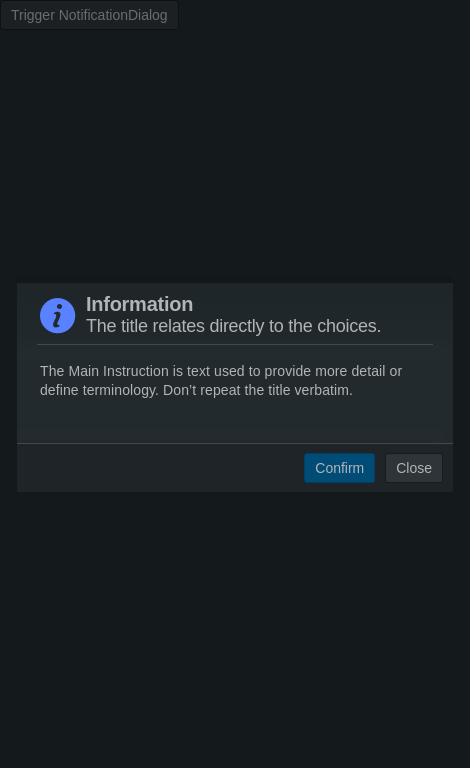 Trigger NotificationDialog
Information
The title relates directly to the choices.
The Main Instruction is text used to provide more detail or
define terminology. Don’t repeat the title verbatim.
Confirm Close